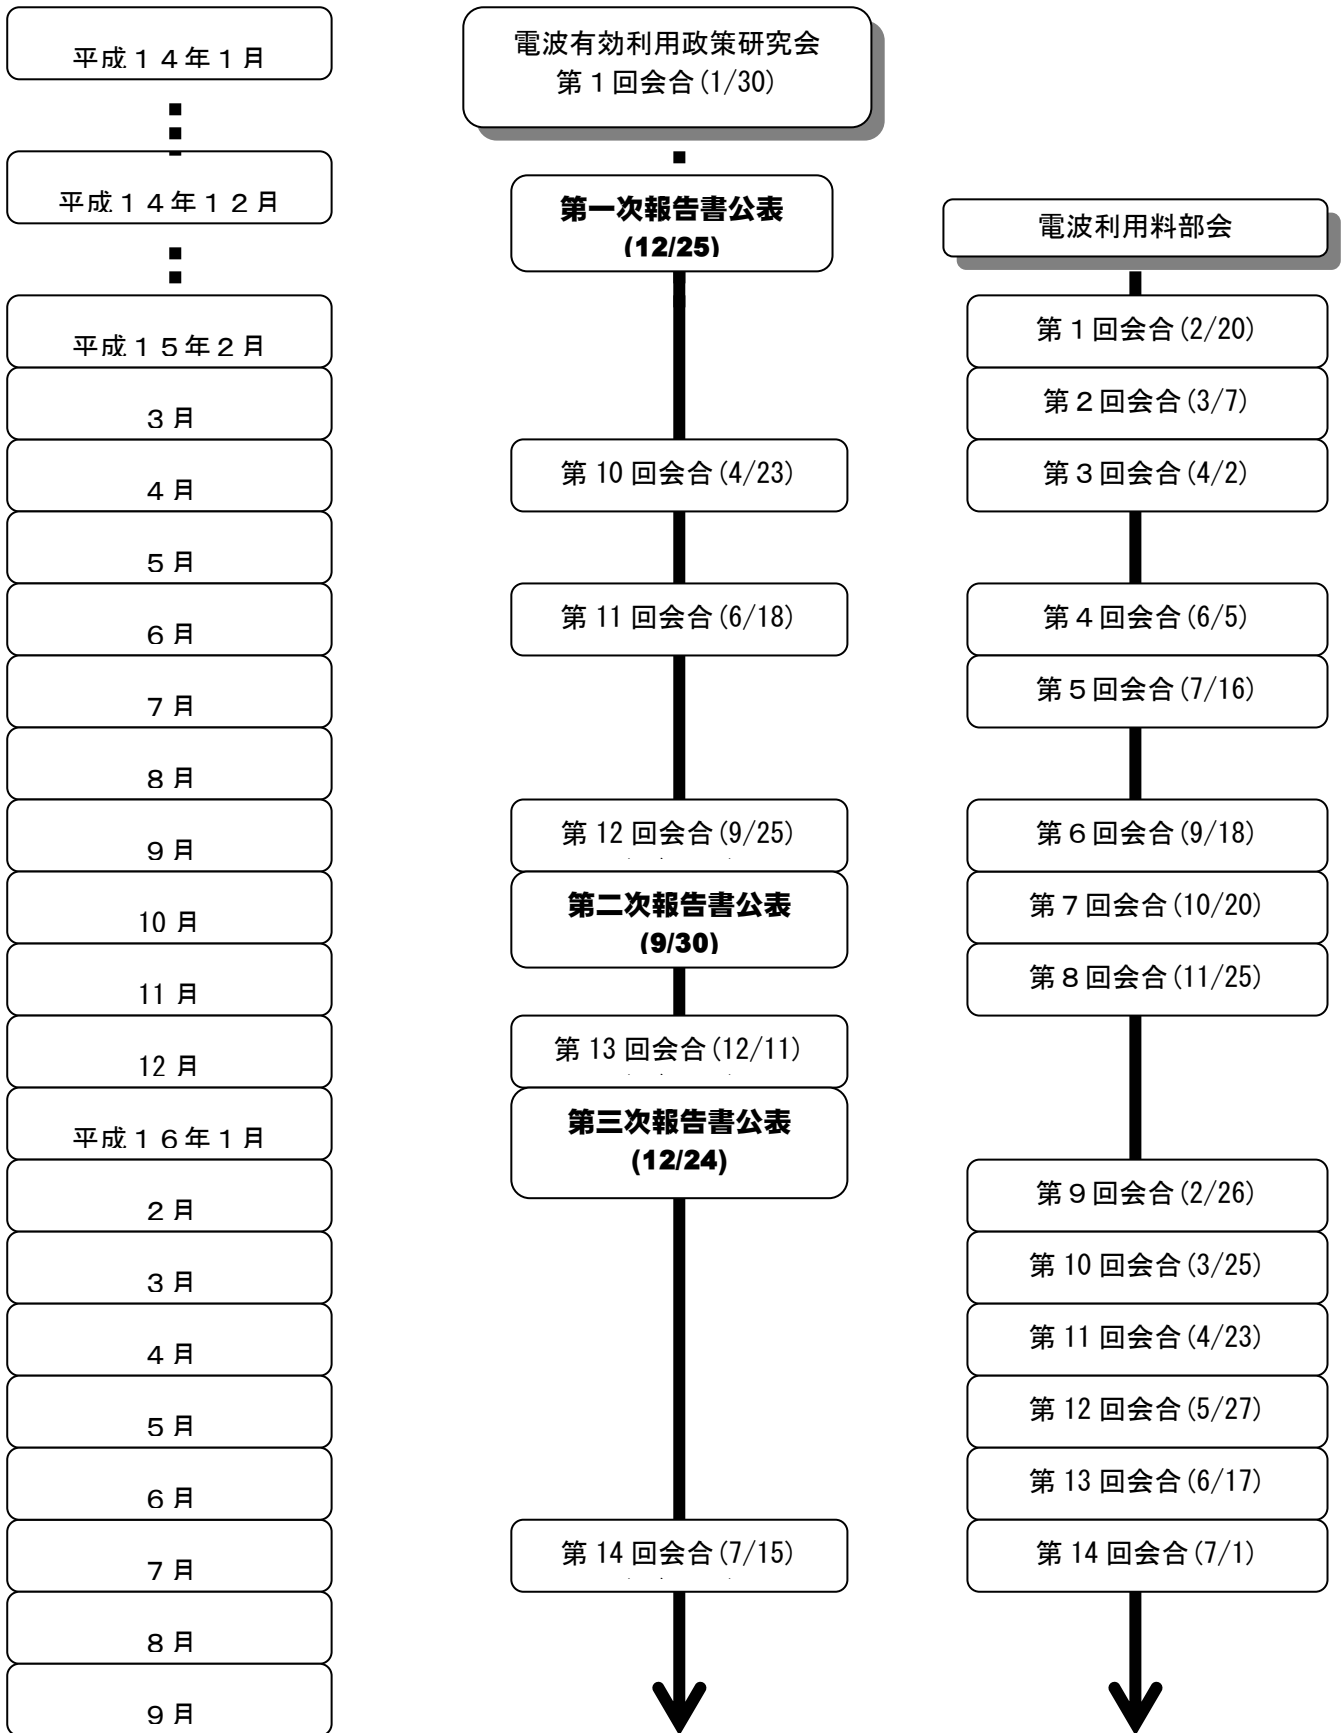 平成１４年１月
電波有効利用政策研究会
第１回会合(1/30)
平成１４年１２月
第一次報告書公表
(12/25)
電波利用料部会
平成１５年２月
第１回会合(2/20)
３月
第２回会合(3/7)
４月
第 10 回会合(4/23)
第３回会合(4/2)
５月
６月
第 11 回会合(6/18)
第４回会合(6/5)
７月
第５回会合(7/16)
８月
９月
第 12 回会合(9/25)
第６回会合(9/18)
10 月
第二次報告書公表
(9/30)
第７回会合(10/20)
11 月
第８回会合(11/25)
12 月
第 13 回会合(12/11)
平成１６年１月
第三次報告書公表
(12/24)
２月
第９回会合(2/26)
３月
第 10 回会合(3/25)
４月
第 11 回会合(4/23)
５月
第 12 回会合(5/27)
６月
第 13 回会合(6/17)
７月
第 14 回会合(7/15)
第 14 回会合(7/1)
８月
９月